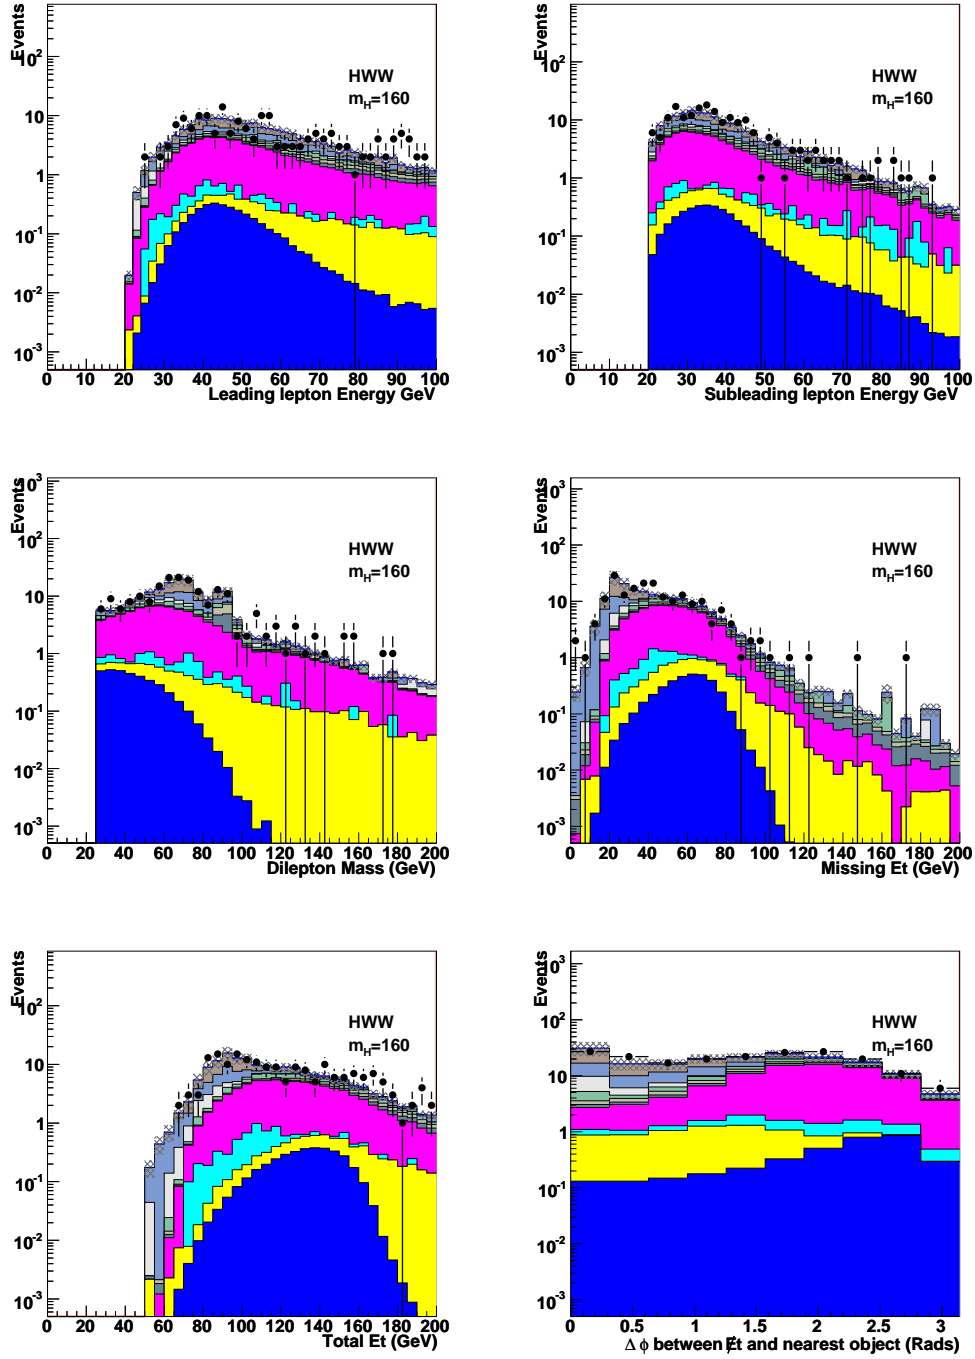 Events
10²
10
1
10⁻¹
10⁻²
10⁻³
HWW
m_H=160
0 10 20 30 40 50 60 70 80 90 100
Leading lepton Energy GeV
Events
10²
10
1
10⁻¹
10⁻²
10⁻³
HWW
m_H=160
0 10 20 30 40 50 60 70 80 90 100
Subleading lepton Energy GeV
Events
10³
10²
10
1
10⁻¹
10⁻²
10⁻³
HWW
m_H=160
0 20 40 60 80 100 120 140 160 180 200
Dilepton Mass (GeV)
Events
10³
10²
10
1
10⁻¹
10⁻²
10⁻³
HWW
m_H=160
0 20 40 60 80 100 120 140 160 180 200
Missing Et (GeV)
Events
10²
10
1
10⁻¹
10⁻²
10⁻³
HWW
m_H=160
0 20 40 60 80 100 120 140 160 180 200
Total Et (GeV)
Events
10³
10²
10
1
10⁻¹
10⁻²
10⁻³
HWW
m_H=160
0 0.5 1 1.5 2 2.5 3
Δ ϕ between E̸t and nearest object (Rads)